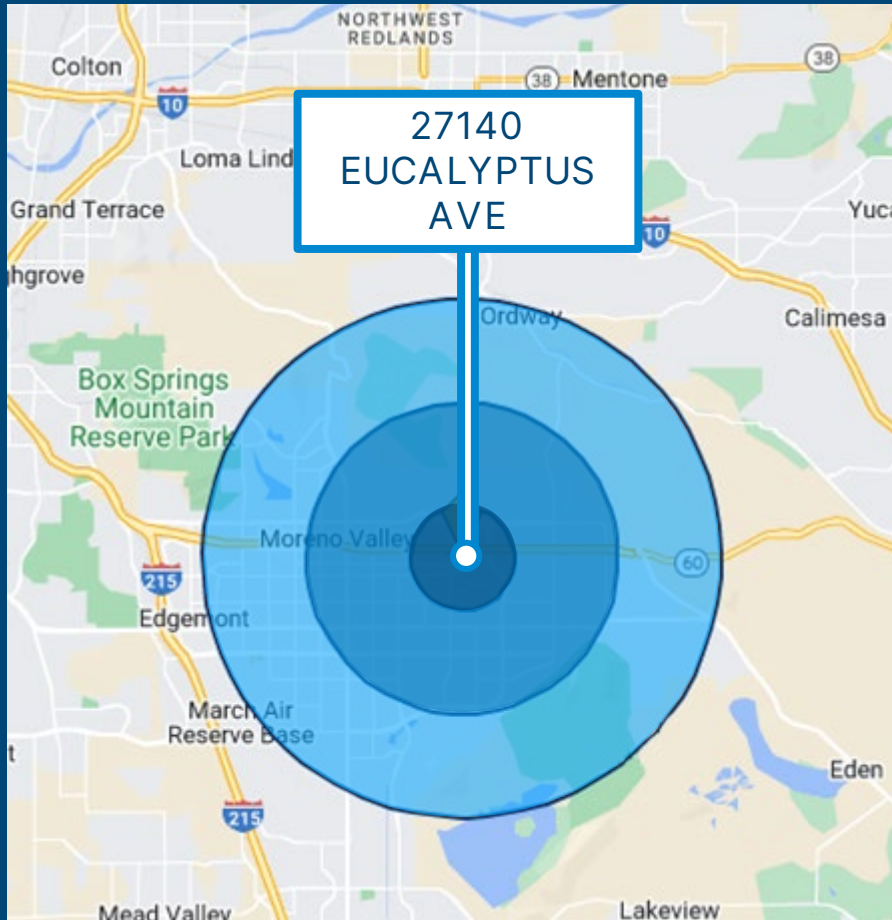 NORTHWEST
REDLANDS
Colton
38
38
Mentone
10
27140
EUCALYPTUS
AVE
Loma Lind
Grand Terrace
Yuca
10
hgrove
Ordway
Calimesa
Box Springs
Mountain
Reserve Park
Moreno Valley
60
215
Edgemont
March Air
Reserve Base
t
Eden
215
Mead Valley
Lakeview